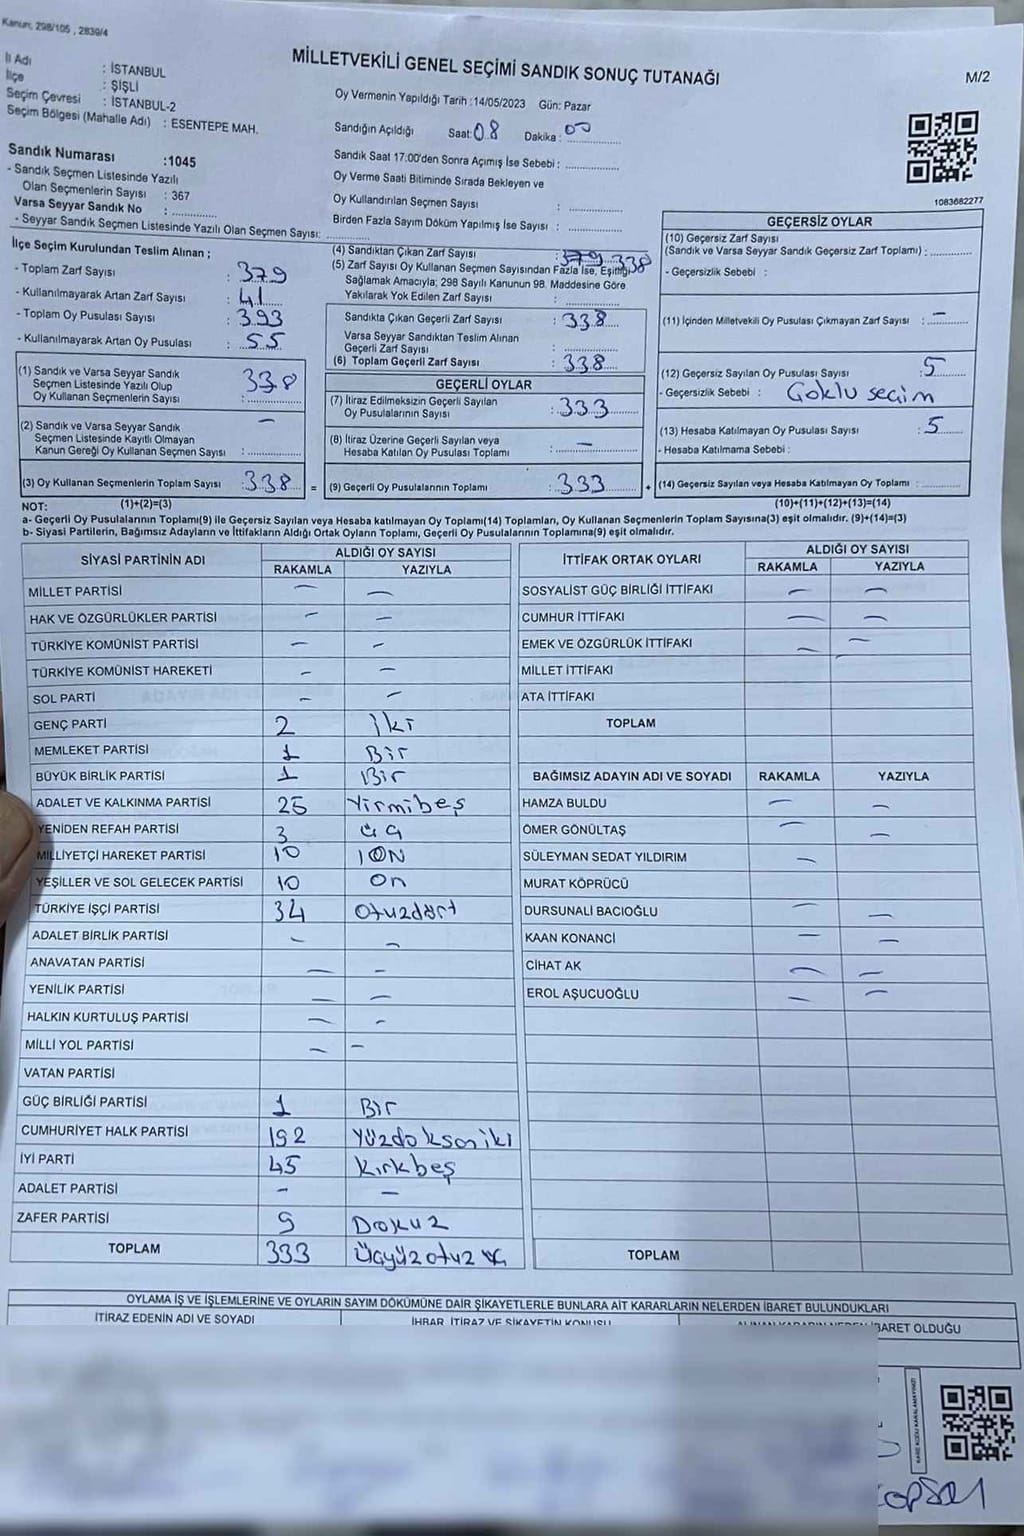 Kanun; 298/105 , 2839/4
MİLLETVEKİLİ GENEL SEÇİMİ SANDIK SONUÇ TUTANAĞI
M/2
İl Adı : İSTANBUL
İlçe : ŞİŞLİ
Seçim Çevresi : İSTANBUL-2
Seçim Bölgesi (Mahalle Adı) : ESENTEPE MAH.
Sandık Numarası :1045
- Sandık Seçmen Listesinde Yazılı
Olan Seçmenlerin Sayısı : 367
Varsa Seyyar Sandık No :
- Seyyar Sandık Seçmen Listesinde Yazılı Olan Seçmen Sayısı:
Oy Vermenin Yapıldığı Tarih :14/05/2023 Gün: Pazar
Sandığın Açıldığı Saat: 08 Dakika : 00
Sandık Saat 17:00'den Sonra Açımış İse Sebebi :
Oy Verme Saati Bitiminde Sırada Bekleyen ve
Oy Kullandırılan Seçmen Sayısı :
Birden Fazla Sayım Döküm Yapılmış İse Sayısı :
1083682277
İlçe Seçim Kurulundan Teslim Alınan ;
- Toplam Zarf Sayısı : 379
- Kullanılmayarak Artan Zarf Sayısı : 41
- Toplam Oy Pusulası Sayısı : 393
- Kullanılmayarak Artan Oy Pusulası : 55
(1) Sandık ve Varsa Seyyar Sandık
Seçmen Listesinde Yazılı Olup
Oy Kullanan Seçmenlerin Sayısı : 338
(2) Sandık ve Varsa Seyyar Sandık
Seçmen Listesinde Kayıtlı Olmayan
Kanun Gereği Oy Kullanan Seçmen Sayısı : —
(3) Oy Kullanan Seçmenlerin Toplam Sayısı : 338 =
(4) Sandıktan Çıkan Zarf Sayısı : 379 338
(5) Zarf Sayısı Oy Kullanan Seçmen Sayısından Fazla İse, Eşitliği
Sağlamak Amacıyla; 298 Sayılı Kanunun 98. Maddesine Göre
Yakılarak Yok Edilen Zarf Sayısı :
Sandıkta Çıkan Geçerli Zarf Sayısı : 338
Varsa Seyyar Sandıktan Teslim Alınan
Geçerli Zarf Sayısı :
(6) Toplam Geçerli Zarf Sayısı : 338
GEÇERLİ OYLAR
(7) İtiraz Edilmeksizin Geçerli Sayılan
Oy Pusulalarının Sayısı : 333
(8) İtiraz Üzerine Geçerli Sayılan veya
Hesaba Katılan Oy Pusulası Toplamı : —
(9) Geçerli Oy Pusulalarının Toplamı : 333 +
GEÇERSİZ OYLAR
(10) Geçersiz Zarf Sayısı
(Sandık ve Varsa Seyyar Sandık Geçersiz Zarf Toplamı) :
- Geçersizlik Sebebi :
(11) İçinden Milletvekili Oy Pusulası Çıkmayan Zarf Sayısı : —
(12) Geçersiz Sayılan Oy Pusulası Sayısı : 5
- Geçersizlik Sebebi : Çoklu seçim
(13) Hesaba Katılmayan Oy Pusulası Sayısı : 5
- Hesaba Katılmama Sebebi :
(14) Geçersiz Sayılan veya Hesaba Katılmayan Oy Toplamı :
NOT: (1)+(2)=(3) (10)+(11)+(12)+(13)=(14)
a- Geçerli Oy Pusulalarının Toplamı(9) ile Geçersiz Sayılan veya Hesaba katılmayan Oy Toplamı(14) Toplamları, Oy Kullanan Seçmenlerin Toplam Sayısına(3) eşit olmalıdır. (9)+(14)=(3)
b- Siyasi Partilerin, Bağımsız Adayların ve İttifakların Aldığı Ortak Oyların Toplamı, Geçerli Oy Pusulalarının Toplamına(9) eşit olmalıdır.
SİYASİ PARTİNİN ADI ALDIĞI OY SAYISI
RAKAMLA YAZIYLA
MİLLET PARTİSİ — —
HAK VE ÖZGÜRLÜKLER PARTİSİ — —
TÜRKİYE KOMÜNİST PARTİSİ — —
TÜRKİYE KOMÜNİST HAREKETİ — —
SOL PARTİ — —
GENÇ PARTİ 2 iki
MEMLEKET PARTİSİ 1 Bir
BÜYÜK BİRLİK PARTİSİ 1 Bir
ADALET VE KALKINMA PARTİSİ 25 Yirmibeş
YENİDEN REFAH PARTİSİ 3 üç
MİLLİYETÇİ HAREKET PARTİSİ 10 ION
YEŞİLLER VE SOL GELECEK PARTİSİ 10 On
TÜRKİYE İŞÇİ PARTİSİ 34 Otuzdört
ADALET BİRLİK PARTİSİ — —
ANAVATAN PARTİSİ — —
YENİLİK PARTİSİ — —
HALKIN KURTULUŞ PARTİSİ — —
MİLLİ YOL PARTİSİ — —
VATAN PARTİSİ
GÜÇ BİRLİĞİ PARTİSİ 1 Bir
CUMHURİYET HALK PARTİSİ 192 Yüzdoksaniki
İYİ PARTİ 45 Kırkbeş
ADALET PARTİSİ — —
ZAFER PARTİSİ 9 Dokuz
TOPLAM 333 Üçyüzotuz üç
İTTİFAK ORTAK OYLARI ALDIĞI OY SAYISI
RAKAMLA YAZIYLA
SOSYALİST GÜÇ BİRLİĞİ İTTİFAKI — —
CUMHUR İTTİFAKI — —
EMEK VE ÖZGÜRLÜK İTTİFAKI — —
MİLLET İTTİFAKI
ATA İTTİFAKI
TOPLAM
BAĞIMSIZ ADAYIN ADI VE SOYADI RAKAMLA YAZIYLA
HAMZA BULDU — —
ÖMER GÖNÜLTAŞ — —
SÜLEYMAN SEDAT YILDIRIM —
MURAT KÖPRÜCÜ
DURSUNALİ BACIOĞLU — —
KAAN KONANCİ — —
CİHAT AK — —
EROL AŞUCUOĞLU — —
TOPLAM
OYLAMA İŞ VE İŞLEMLERİNE VE OYLARIN SAYIM DÖKÜMÜNE DAİR ŞİKAYETLERLE BUNLARA AİT KARARLARIN NELERDEN İBARET BULUNDUKLARI
İTİRAZ EDENİN ADI VE SOYADI İHBAR, İTİRAZ VE ŞİKAYETİN KONUSU ALINAN KARARIN NEDEN İBARET OLDUĞU
KARE KODU KARALAMAYINIZ!